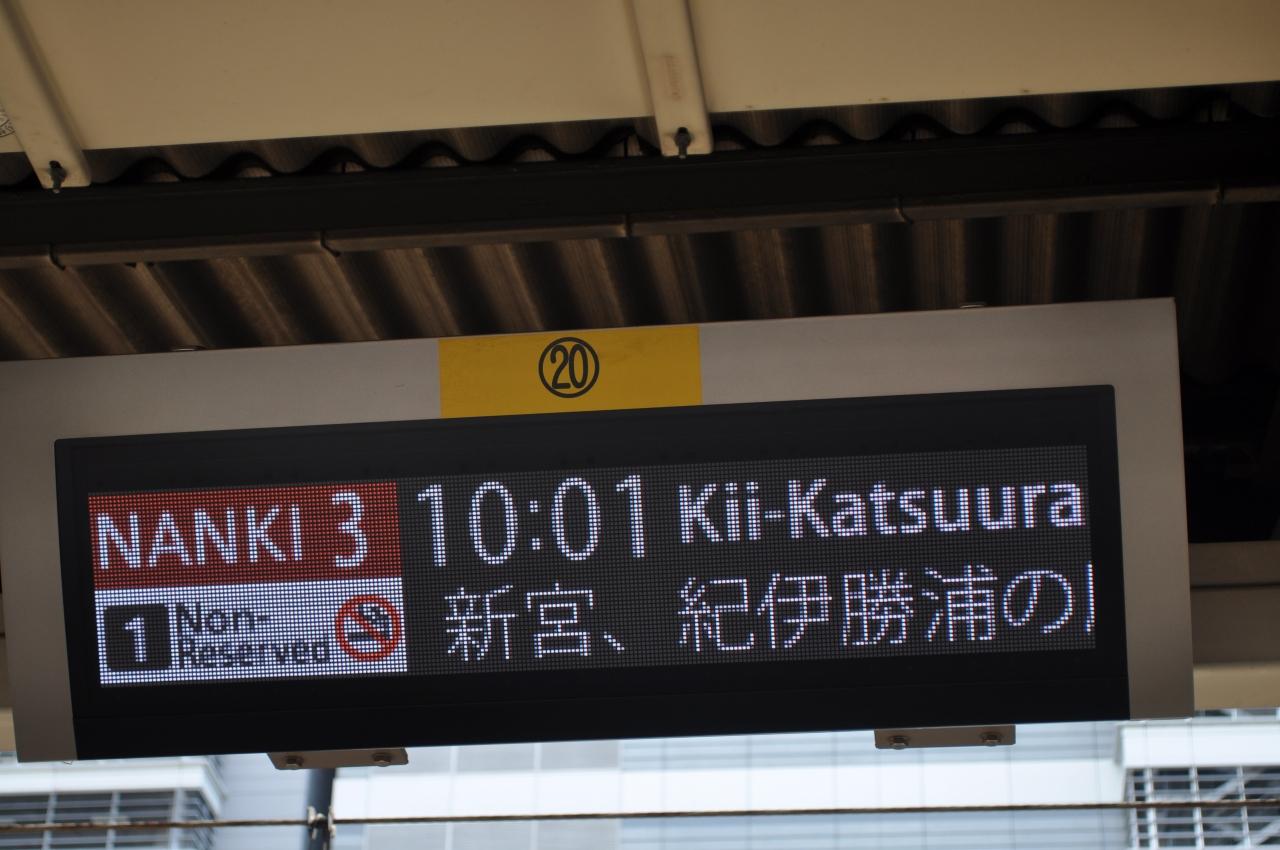 ⑳
NANKI 3
10:01 Kii-Katsuura
1 Non-
Reserved
新宮、紀伊勝浦の